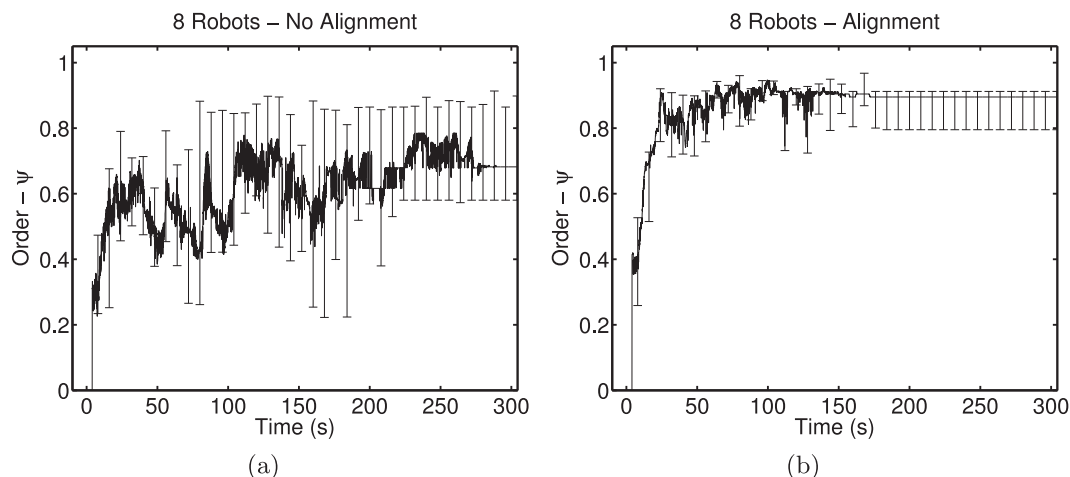 8 Robots – No Alignment
1
0.8
0.6
0.4
0.2
0
Order – ψ
0 50 100 150 200 250 300
Time (s)
(a)
8 Robots – Alignment
1
0.8
0.6
0.4
0.2
0
Order – ψ
0 50 100 150 200 250 300
Time (s)
(b)